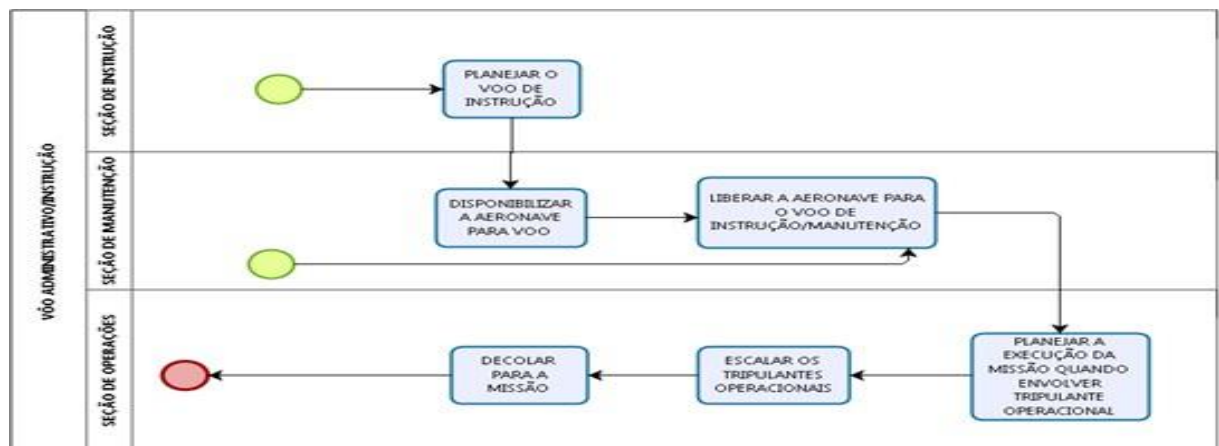 VÔO ADMINISTRATIVO/INSTRUÇÃO
SEÇÃO DE INSTRUÇÃO
PLANEJAR O
VOO DE
INSTRUÇÃO
SEÇÃO DE MANUTENÇÃO
DISPONIBILIZAR
A AERONAVE
PARA VOO
LIBERAR A AERONAVE PARA
O VOO DE
INSTRUÇÃO/MANUTENÇÃO
SEÇÃO DE OPERAÇÕES
DECOLAR
PARA A
MISSÃO
ESCALAR OS
TRIPULANTES
OPERACIONAIS
PLANEJAR A
EXECUÇÃO DA
MISSÃO QUANDO
ENVOLVER
TRIPULANTE
OPERACIONAL